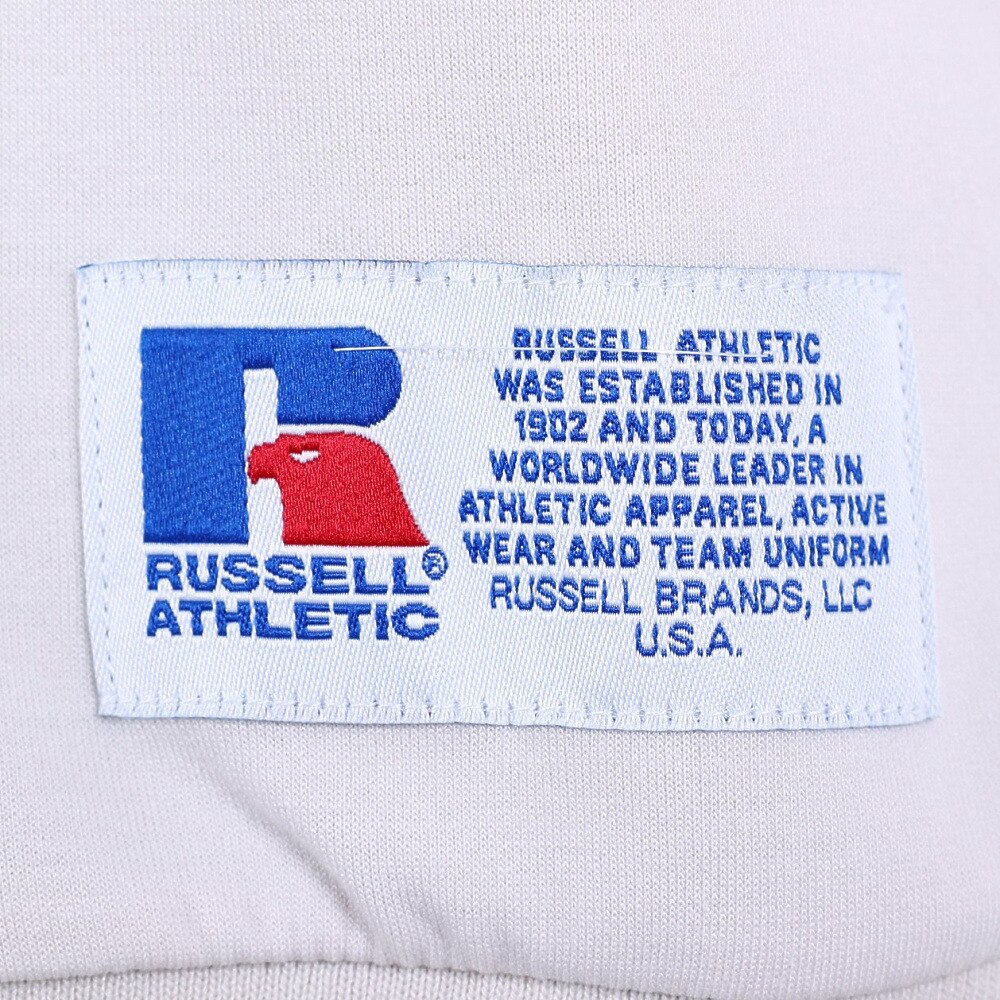 R
RUSSELL®
ATHLETIC
RUSSELL ATHLETIC
WAS ESTABLISHED IN
1902 AND TODAY, A
WORLDWIDE LEADER IN
ATHLETIC APPAREL, ACTIVE
WEAR AND TEAM UNIFORM
RUSSELL BRANDS, LLC
U.S.A.